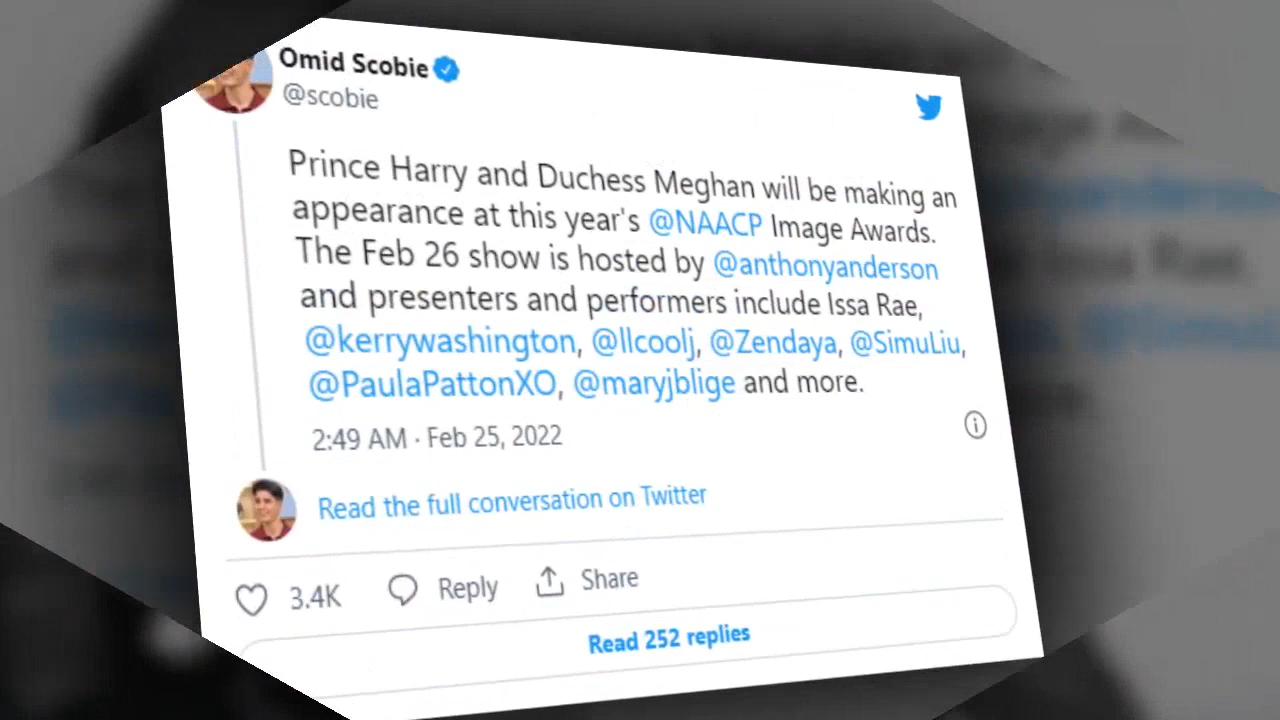 Omid Scobie
@scobie
Prince Harry and Duchess Meghan will be making an
appearance at this year's @NAACP Image Awards.
The Feb 26 show is hosted by @anthonyanderson
and presenters and performers include Issa Rae,
@kerrywashington, @llcoolj, @Zendaya, @SimuLiu,
@PaulaPattonXO, @maryjblige and more.
2:49 AM · Feb 25, 2022
Read the full conversation on Twitter
3.4K Reply Share
Read 252 replies